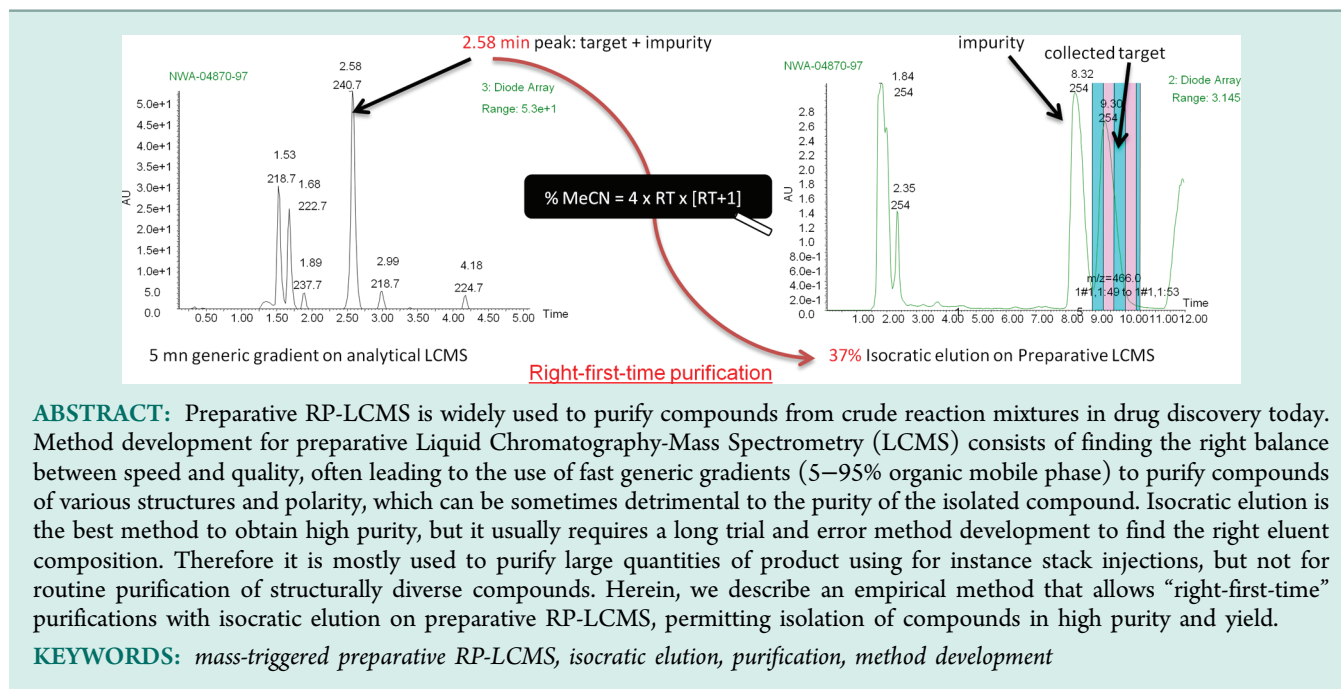 2.58 min peak: target + impurity
NWA-04870-97
2.58
240.7
3: Diode Array
Range: 5.3e+1
5.0e+1
4.5e+1
4.0e+1
3.5e+1
3.0e+1
2.5e+1
2.0e+1
1.5e+1
1.0e+1
5.0
0.0
AU
1.53
218.7
1.68
222.7
1.89
237.7
2.99
218.7
4.18
224.7
0.50 1.00 1.50 2.00 2.50 3.00 3.50 4.00 4.50 5.00
Time
5 mn generic gradient on analytical LCMS
% MeCN = 4 x RT x [RT+1]
Right-first-time purification
impurity
collected target
NWA-04870-97
1.84
254
8.32
254
9.30
254
2: Diode Array
Range: 3.145
2.8
2.6
2.4
2.2
2.0
1.8
1.6
1.4
1.2
1.0
8.0e-1
6.0e-1
4.0e-1
2.0e-1
0.0
AU
2.35
254
m/z=466.0
1#1,1:49 to 1#1,1:53
Time
1
5
1.00 2.00 3.00 4.00 5.00 6.00 7.00 8.00 9.00 10.00 11.00 12.00
37% Isocratic elution on Preparative LCMS
ABSTRACT: Preparative RP-LCMS is widely used to purify compounds from crude reaction mixtures in drug discovery today.
Method development for preparative Liquid Chromatography-Mass Spectrometry (LCMS) consists of finding the right balance
between speed and quality, often leading to the use of fast generic gradients (5−95% organic mobile phase) to purify compounds
of various structures and polarity, which can be sometimes detrimental to the purity of the isolated compound. Isocratic elution is
the best method to obtain high purity, but it usually requires a long trial and error method development to find the right eluent
composition. Therefore it is mostly used to purify large quantities of product using for instance stack injections, but not for
routine purification of structurally diverse compounds. Herein, we describe an empirical method that allows “right-first-time”
purifications with isocratic elution on preparative RP-LCMS, permitting isolation of compounds in high purity and yield.
KEYWORDS: mass-triggered preparative RP-LCMS, isocratic elution, purification, method development